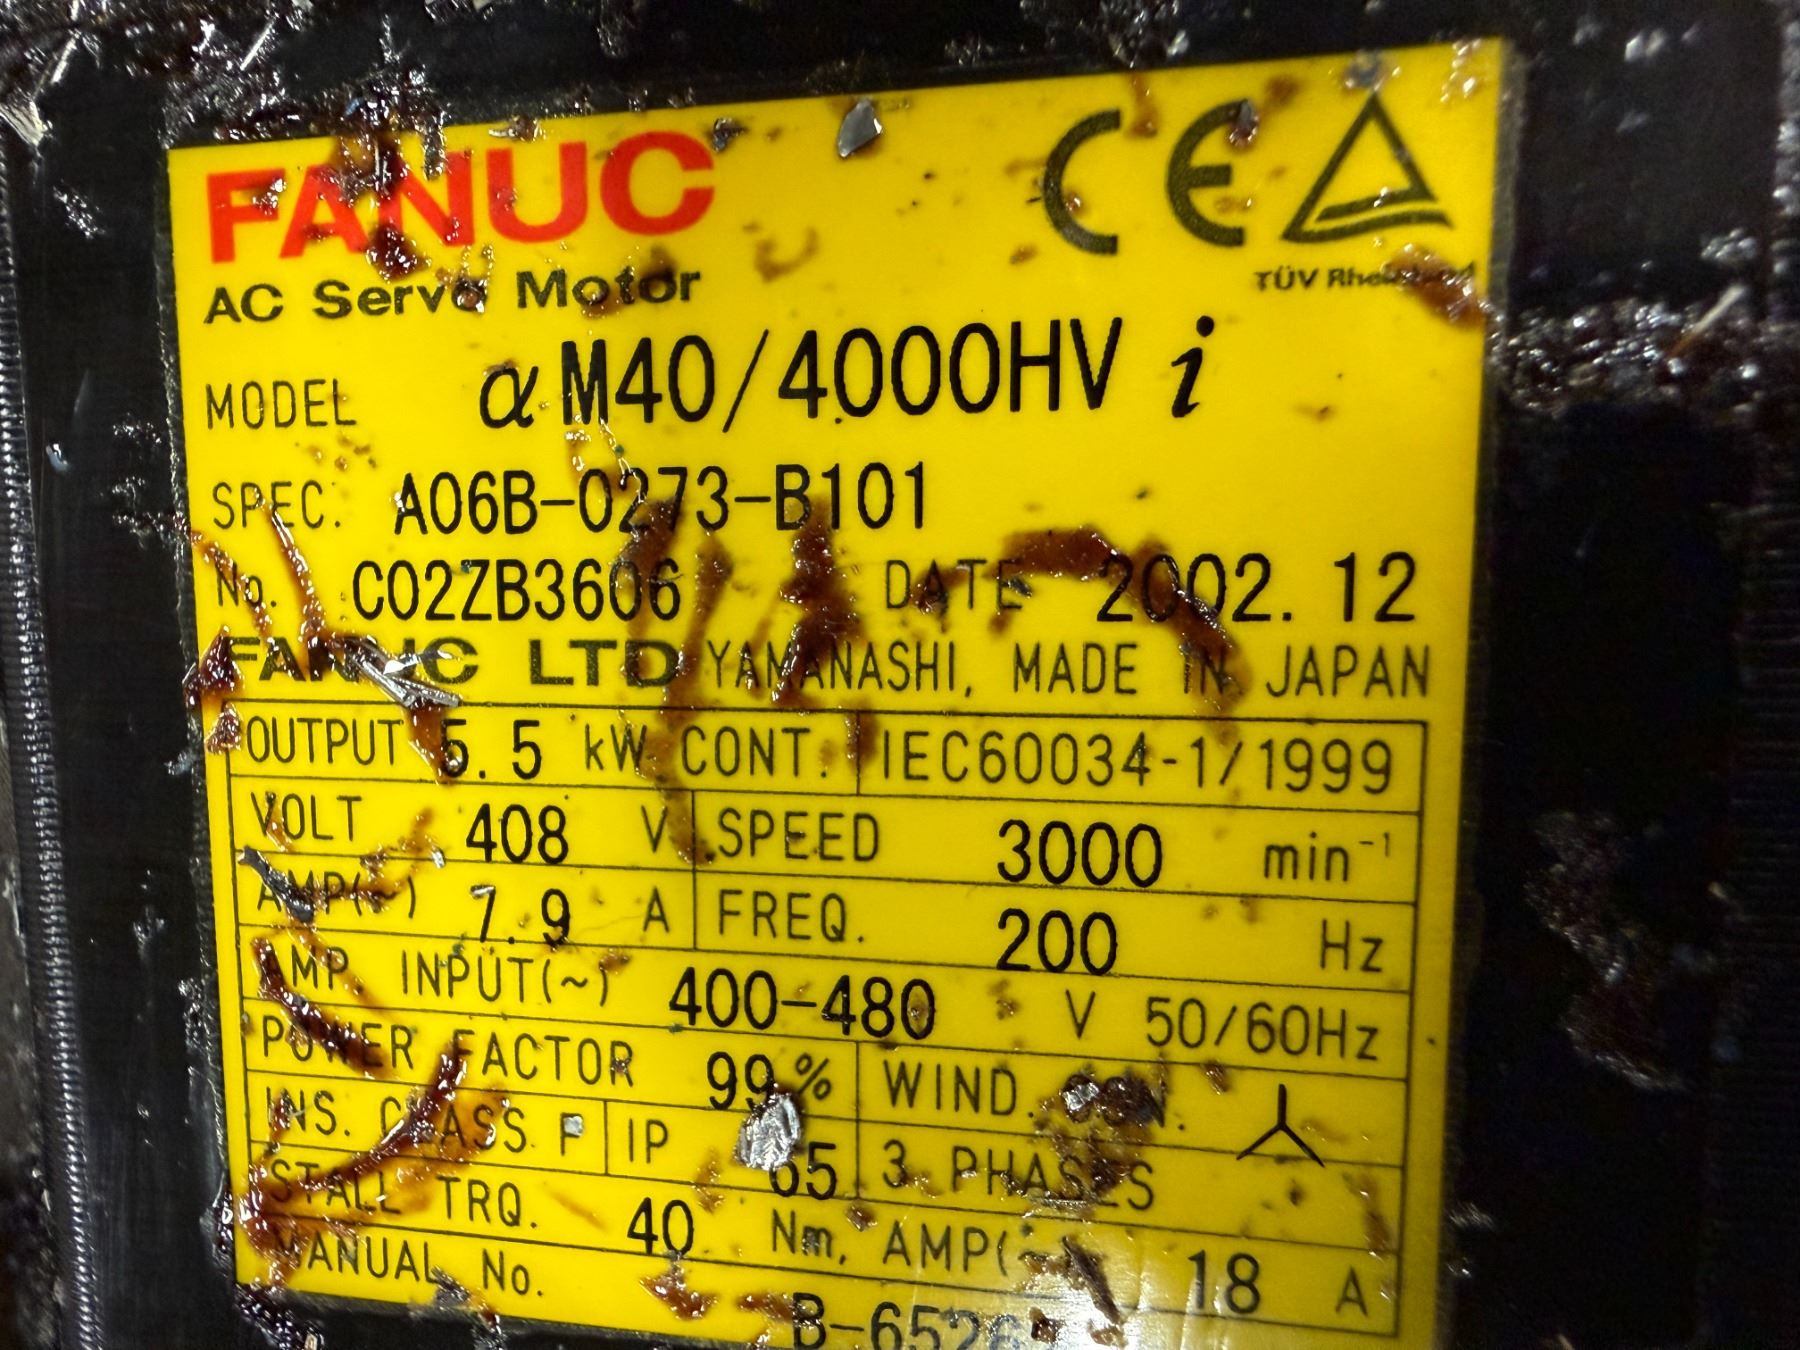 FANUC CE
AC Servo Motor TÜV Rheinland
MODEL α M40/4000HV i
SPEC. A06B-0273-B101
No. C02ZB3606 DATE 2002.12
FANUC LTD YAMANASHI, MADE IN JAPAN
OUTPUT 5.5 kW CONT. IEC60034-1/1999
VOLT 408 V SPEED 3000 min⁻¹
AMP(~) 7.9 A FREQ. 200 Hz
AMP. INPUT(~) 400-480 V 50/60Hz
POWER FACTOR 99 % WIND. CON.
INS. CLASS F IP 65 3 PHASES
STALL TRQ. 40 Nm, AMP(~) 18 A
MANUAL No.